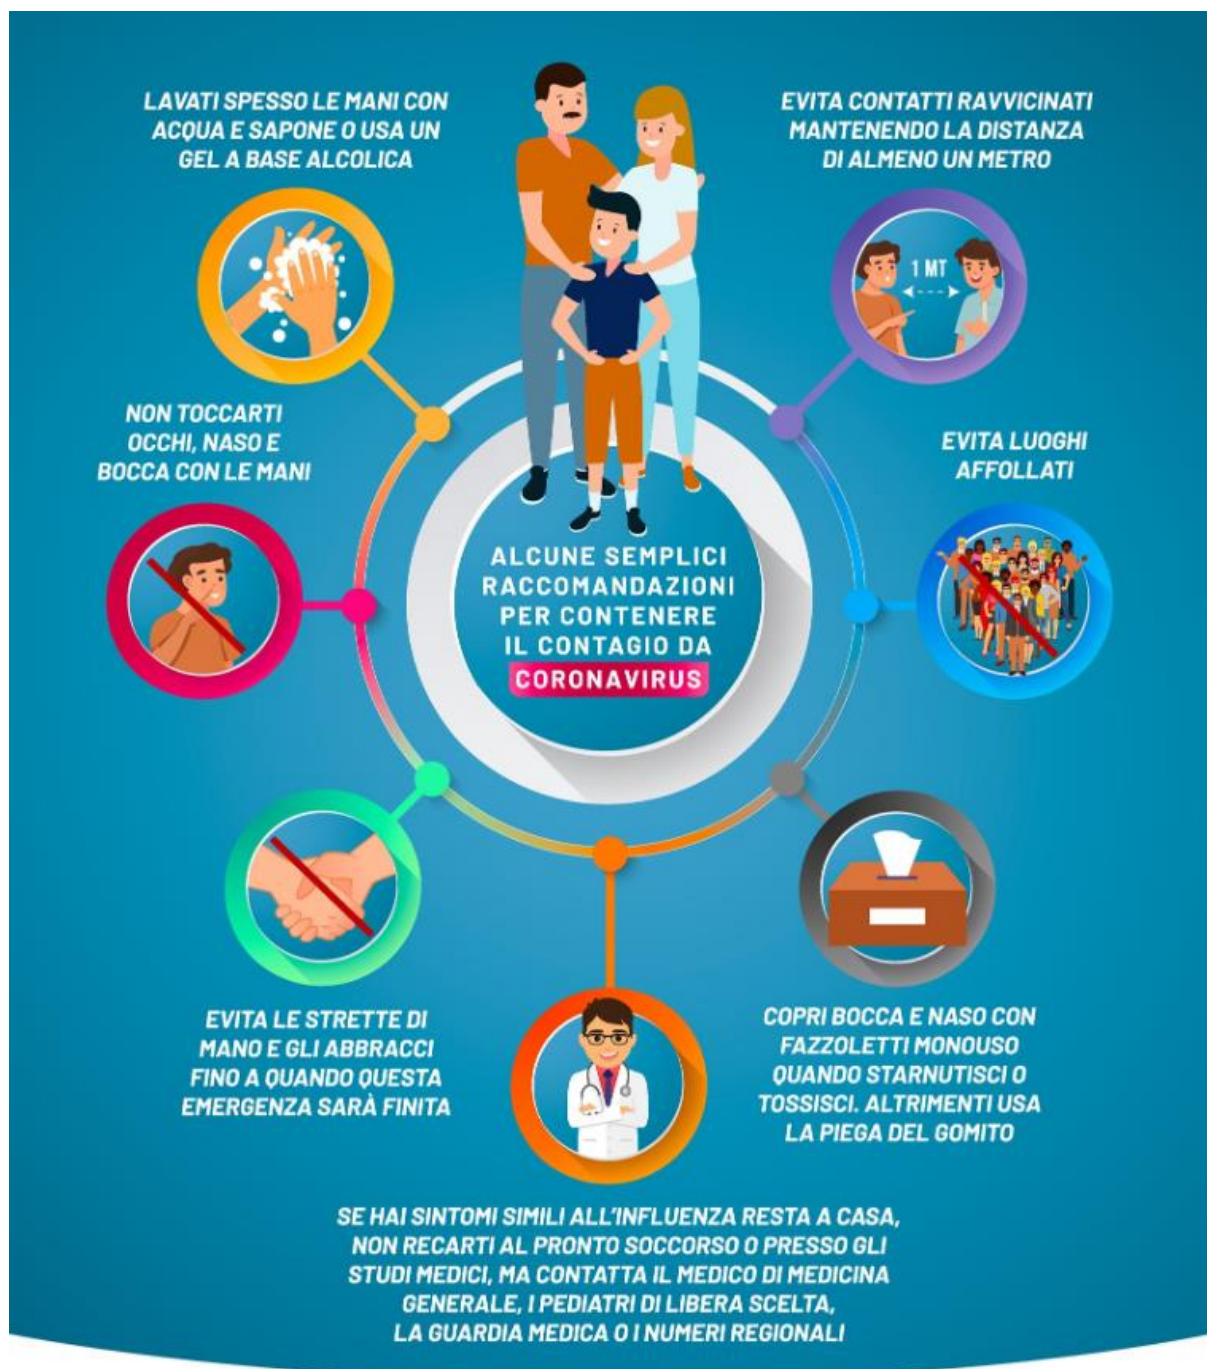 LAVATI SPESSO LE MANI CON
ACQUA E SAPONE O USA UN
GEL A BASE ALCOLICA
EVITA CONTATTI RAVVICINATI
MANTENENDO LA DISTANZA
DI ALMENO UN METRO
1 MT
NON TOCCARTI
OCCHI, NASO E
BOCCA CON LE MANI
EVITA LUOGHI
AFFOLLATI
ALCUNE SEMPLICI
RACCOMANDAZIONI
PER CONTENERE
IL CONTAGIO DA
CORONAVIRUS
EVITA LE STRETTE DI
MANO E GLI ABBRACCI
FINO A QUANDO QUESTA
EMERGENZA SARÀ FINITA
COPRI BOCCA E NASO CON
FAZZOLETTI MONOUSO
QUANDO STARNUTISCI O
TOSSISCI. ALTRIMENTI USA
LA PIEGA DEL GOMITO
SE HAI SINTOMI SIMILI ALL'INFLUENZA RESTA A CASA,
NON RECARTI AL PRONTO SOCCORSO O PRESSO GLI
STUDI MEDICI, MA CONTATTA IL MEDICO DI MEDICINA
GENERALE, I PEDIATRI DI LIBERA SCELTA,
LA GUARDIA MEDICA O I NUMERI REGIONALI